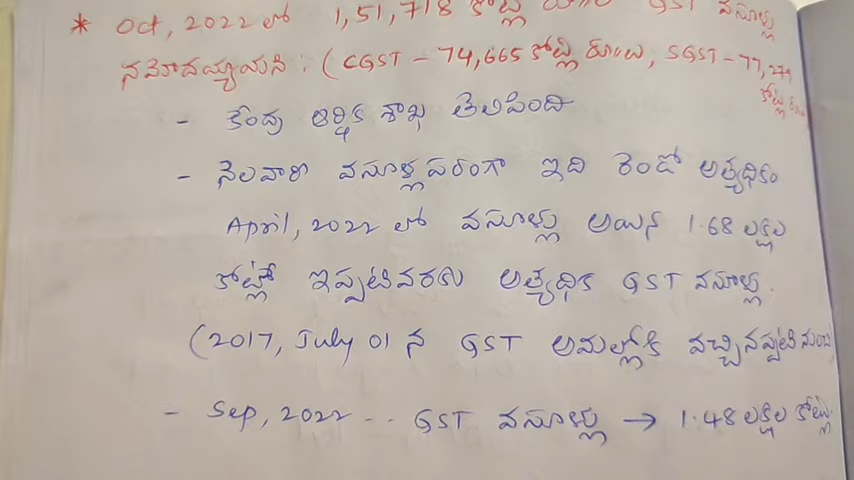 * Oct, 2022 లో 1,51,718 కోట్ల రూపాల GST వసూళ్లు
నమోదయ్యాయని : (CGST - 74,665 కోట్ల రూపాలు, SGST - 77,279
కోట్ల
- కేంద్ర ఆర్థిక శాఖ తెలిపింది
- నెలవారీ వసూళ్లపరంగా ఇది రెండో అత్యధికం
April, 2022 లో వసూళ్లు అయిన 1.68 లక్షల
కోట్లే ఇప్పటివరకు అత్యధిక GST వసూళ్లు.
(2017, July 01 న GST అమల్లోకి వచ్చినప్పటి నుంచి)
- Sep, 2022 -- GST వసూళ్లు → 1.48 లక్షల కోట్లు.